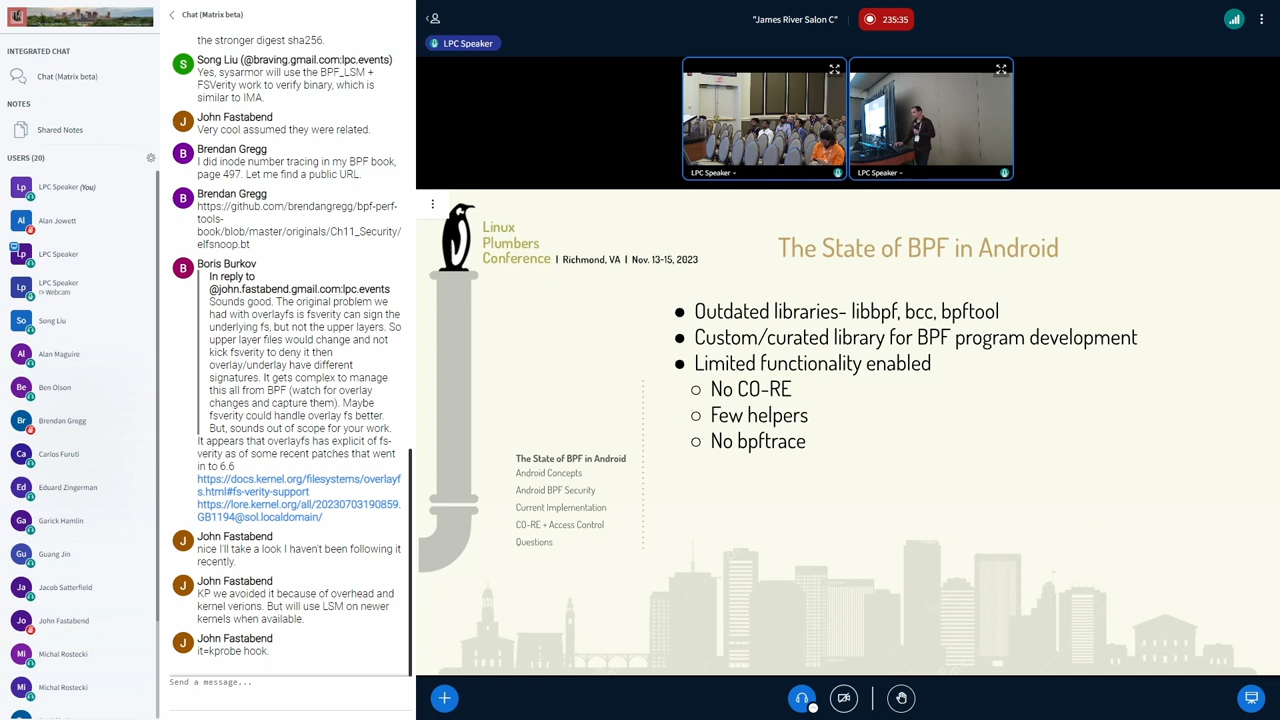 INTEGRATED CHAT
Chat (Matrix beta)
NOTES
Shared Notes
USERS (20)
Lp LPC Speaker (You)
Al Alan Jowett
Lp LPC Speaker
Lp LPC Speaker
Webcam
So Song Liu
Al Alan Maguire
Be Ben Olson
Br Brendan Gregg
Ca Carlos Furuti
Ed Eduard Zingerman
Ga Garick Hamlin
Gu Guang Jin
Ja Jacob Satterfield
Jo John Fastabend
Mi Michal Rostecki
Mi Michal Rostecki
Chat (Matrix beta)
the stronger digest sha256.
S Song Liu (@braving.gmail.com:lpc.events)
Yes, sysarmor will use the BPF_LSM +
FSVerity work to verify binary, which is
similar to IMA.
J John Fastabend
Very cool assumed they were related.
B Brendan Gregg
I did inode number tracing in my BPF book,
page 497. Let me find a public URL.
B Brendan Gregg
https://github.com/brendangregg/bpf-perf-
tools-
book/blob/master/originals/Ch11_Security/
elfsnoop.bt
B Boris Burkov
In reply to
@john.fastabend.gmail.com:lpc.events
Sounds good. The original problem we
had with overlayfs is fsverity can sign the
underlying fs, but not the upper layers. So
upper layer files would change and not
kick fsverity to deny it then
overlay/underlay have different
signatures. It gets complex to manage
this all from BPF (watch for overlay
changes and capture them). Maybe
fsverity could handle overlay fs better.
But, sounds out of scope for your work.
It appears that overlayfs has explicit of fs-
verity as of some recent patches that went
in to 6.6
https://docs.kernel.org/filesystems/overlayf
s.html#fs-verity-support
https://lore.kernel.org/all/20230703190859.
GB1194@sol.localdomain/
J John Fastabend
nice I'll take a look I haven't been following it
recently.
J John Fastabend
KP we avoided it because of overhead and
kernel verions. But will use LSM on newer
kernels when available.
J John Fastabend
it=kprobe hook.
Send a message...
"James River Salon C"
235:35
LPC Speaker
LPC Speaker
LPC Speaker
Linux
Plumbers
Conference | Richmond, VA | Nov. 13-15, 2023
The State of BPF in Android
● Outdated libraries- libbpf, bcc, bpftool
● Custom/curated library for BPF program development
● Limited functionality enabled
○ No CO-RE
○ Few helpers
○ No bpftrace
The State of BPF in Android
Android Concepts
Android BPF Security
Current Implementation
CO-RE + Access Control
Questions